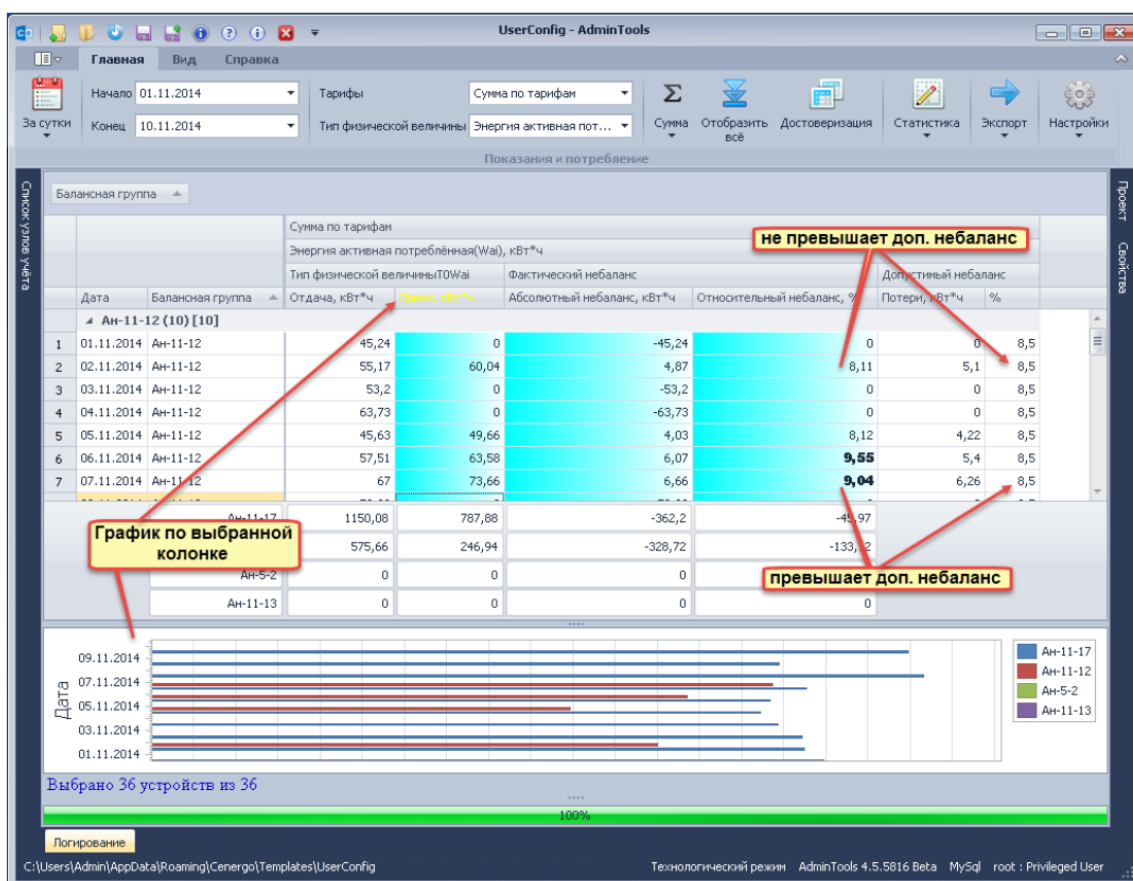 UserConfig - AdminTools
Главная Вид Справка
За сутки
Начало 01.11.2014
Конец 10.11.2014
Тарифы Сумма по тарифам
Тип физической величины Энергия активная пот...
Сумма
Отобразить всё
Достоверизация
Статистика
Экспорт
Настройки
Показания и потребление
Список узлов учёта
Проект
Свойства
Балансная группа
Сумма по тарифам
Энергия активная потреблённая(Wai), кВт*ч
Тип физической величиныT0Wai Фактический небаланс Допустимый небаланс
Дата Балансная группа Отдача, кВт*ч Прием, кВт*ч Абсолютный небаланс, кВт*ч Относительный небаланс, % Потери, кВт*ч %
Ан-11-12 (10) [10]
1 01.11.2014 Ан-11-12 45,24 0 -45,24 0 0 8,5
2 02.11.2014 Ан-11-12 55,17 60,04 4,87 8,11 5,1 8,5
3 03.11.2014 Ан-11-12 53,2 0 -53,2 0 0 8,5
4 04.11.2014 Ан-11-12 63,73 0 -63,73 0 0 8,5
5 05.11.2014 Ан-11-12 45,63 49,66 4,03 8,12 4,22 8,5
6 06.11.2014 Ан-11-12 57,51 63,58 6,07 9,55 5,4 8,5
7 07.11.2014 Ан-11-12 67 73,66 6,66 9,04 6,26 8,5
Ан-11-17 1150,08 787,88 -362,2 -45,97
575,66 246,94 -328,72
Ан-5-2 0 0 0
Ан-11-13 0 0 0 0
не превышает доп. небаланс
График по выбранной
колонке
превышает доп. небаланс
Дата
09.11.2014
07.11.2014
05.11.2014
03.11.2014
01.11.2014
Ан-11-17
Ан-11-12
Ан-5-2
Ан-11-13
Выбрано 36 устройств из 36
100%
Логирование
C:\Users\Admin\AppData\Roaming\Cenergo\Templates\UserConfig Технологический режим AdminTools 4.5.5816 Beta MySql root : Privileged User